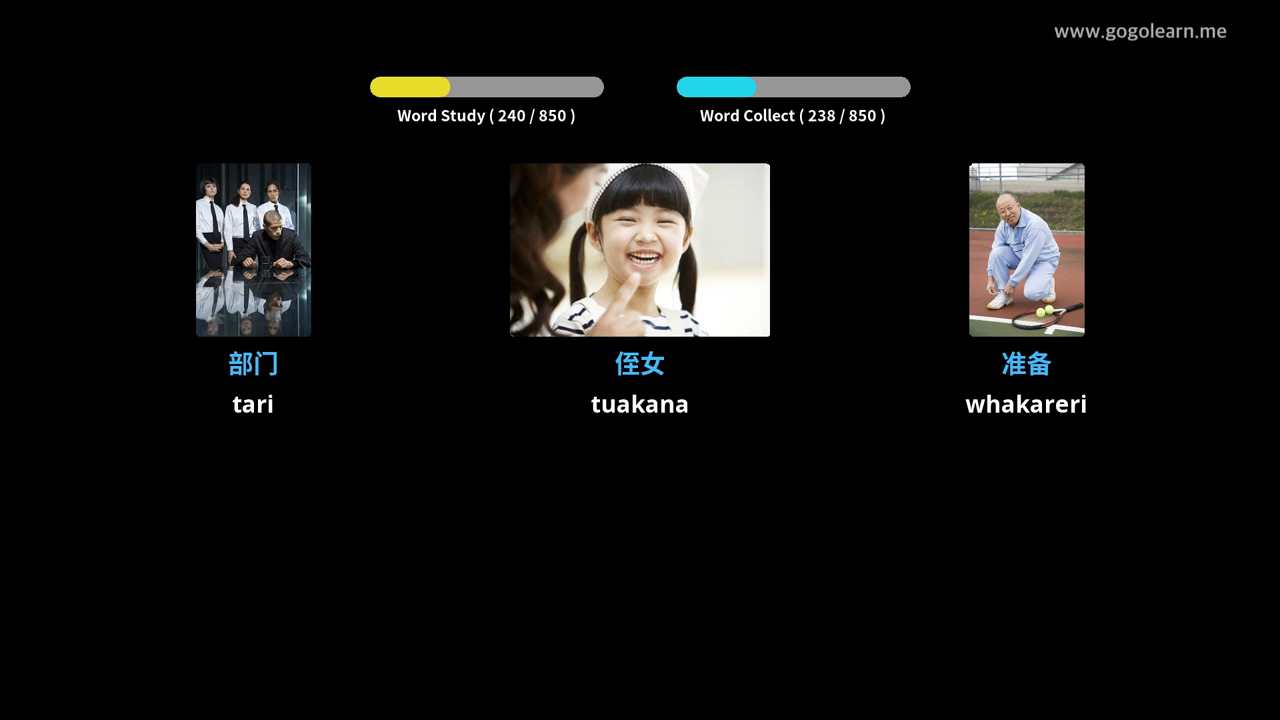 www.gogolearn.me
Word Study ( 240 / 850 )
Word Collect ( 238 / 850 )
部门
侄女
准备
tari
tuakana
whakareri